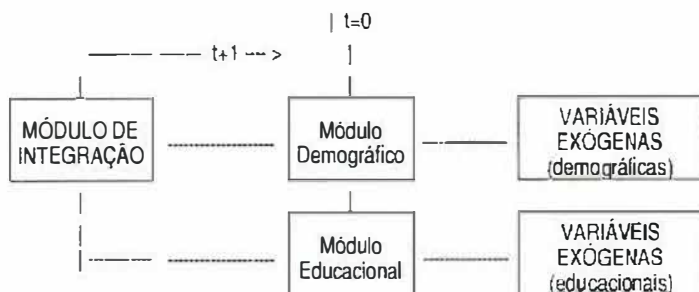 t=0
t+1
MÓDULO DE
INTEGRAÇÃO
Módulo
Demográfico
VARIÁVEIS
EXÓGENAS
(demográficas)
Módulo
Educacional
VARIÁVEIS
EXÓGENAS
(educacionais)